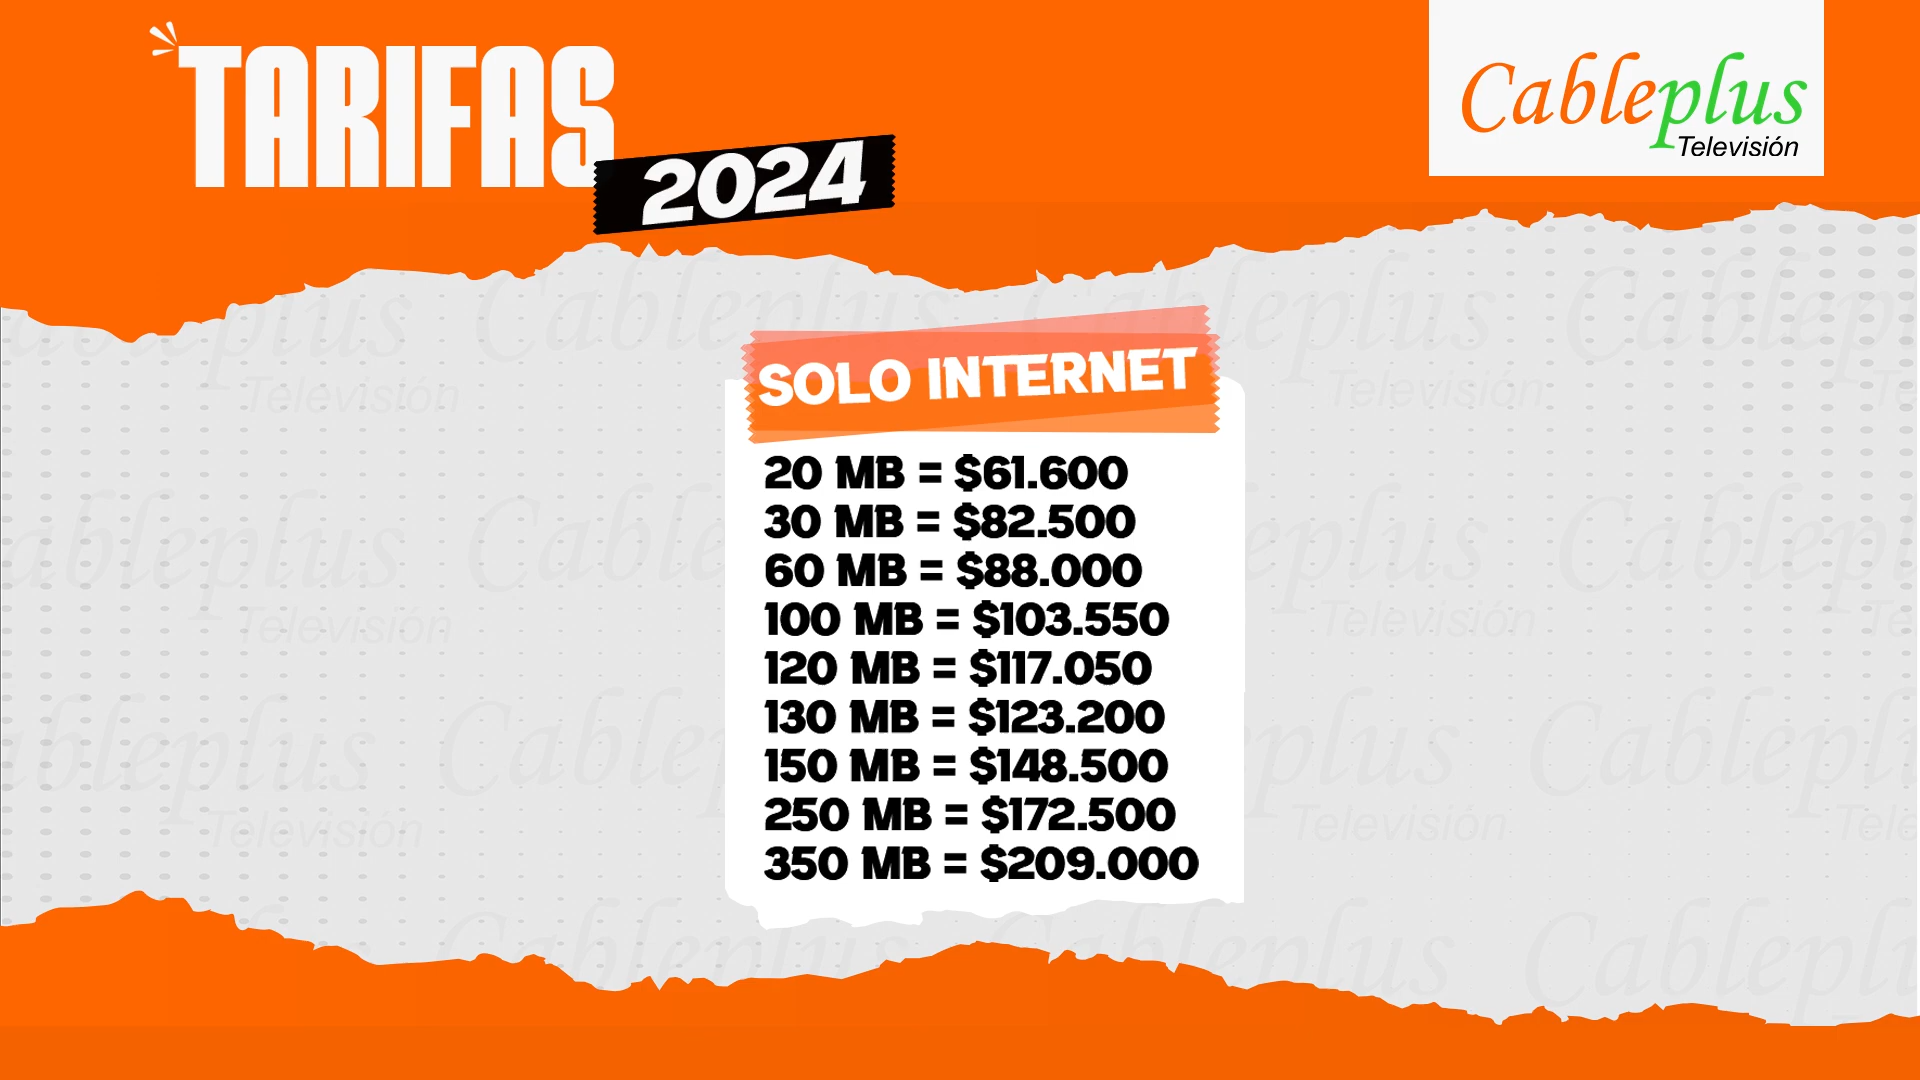 TARIFAS
2024
Cableplus
Televisión
SOLO INTERNET
20 MB = $61.600
30 MB = $82.500
60 MB = $88.000
100 MB = $103.550
120 MB = $117.050
130 MB = $123.200
150 MB = $148.500
250 MB = $172.500
350 MB = $209.000